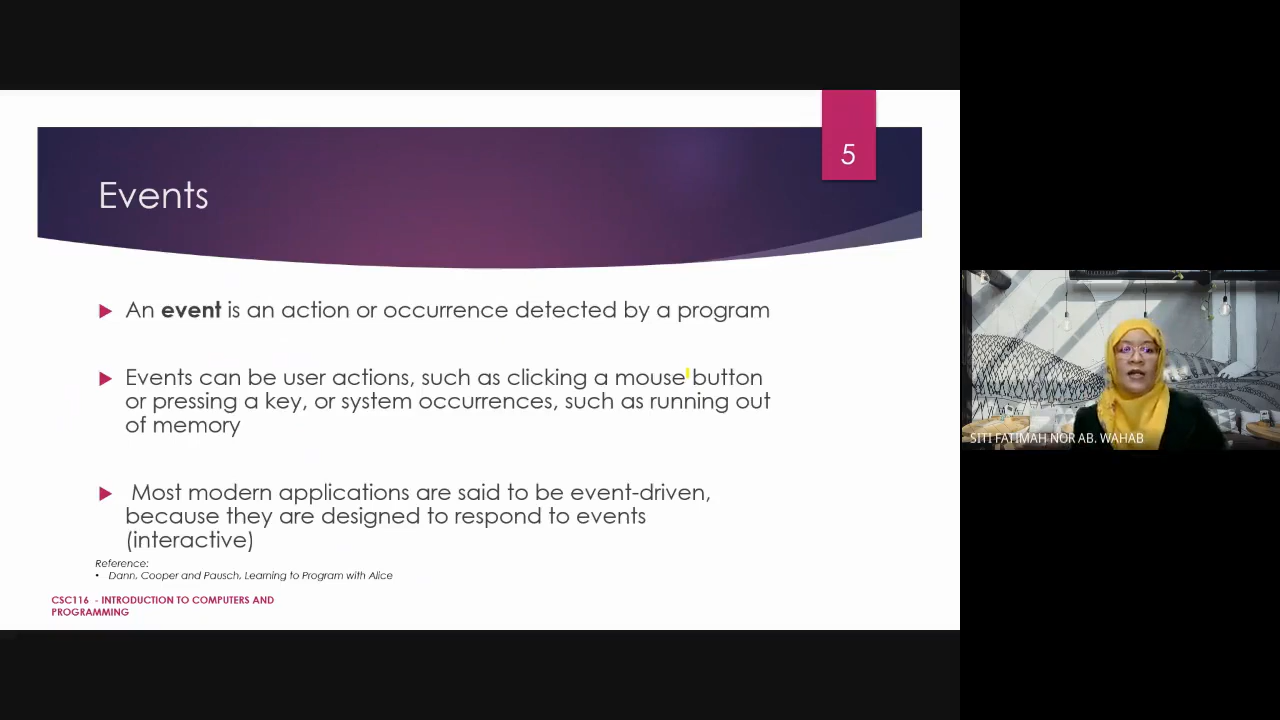 5
Events
An event is an action or occurrence detected by a program
Events can be user actions, such as clicking a mouse button
or pressing a key, or system occurrences, such as running out
of memory
Most modern applications are said to be event-driven,
because they are designed to respond to events
(interactive)
Reference:
• Dann, Cooper and Pausch, Learning to Program with Alice
CSC116 - INTRODUCTION TO COMPUTERS AND
PROGRAMMING
SITI FATIMAH NOR AB. WAHAB